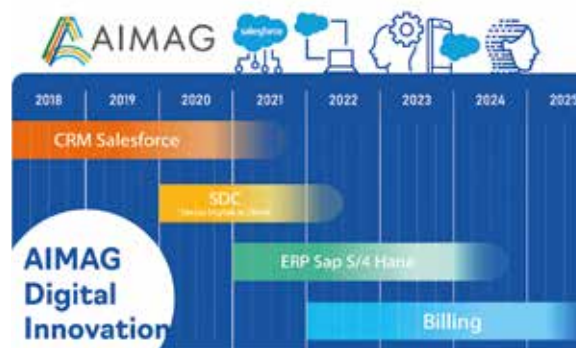 AIMAG
salesforce
2018 2019 2020 2021 2022 2023 2024 2025
CRM Salesforce
SDC
ERP Sap S/4 Hana
Billing
AIMAG
Digital
Innovation